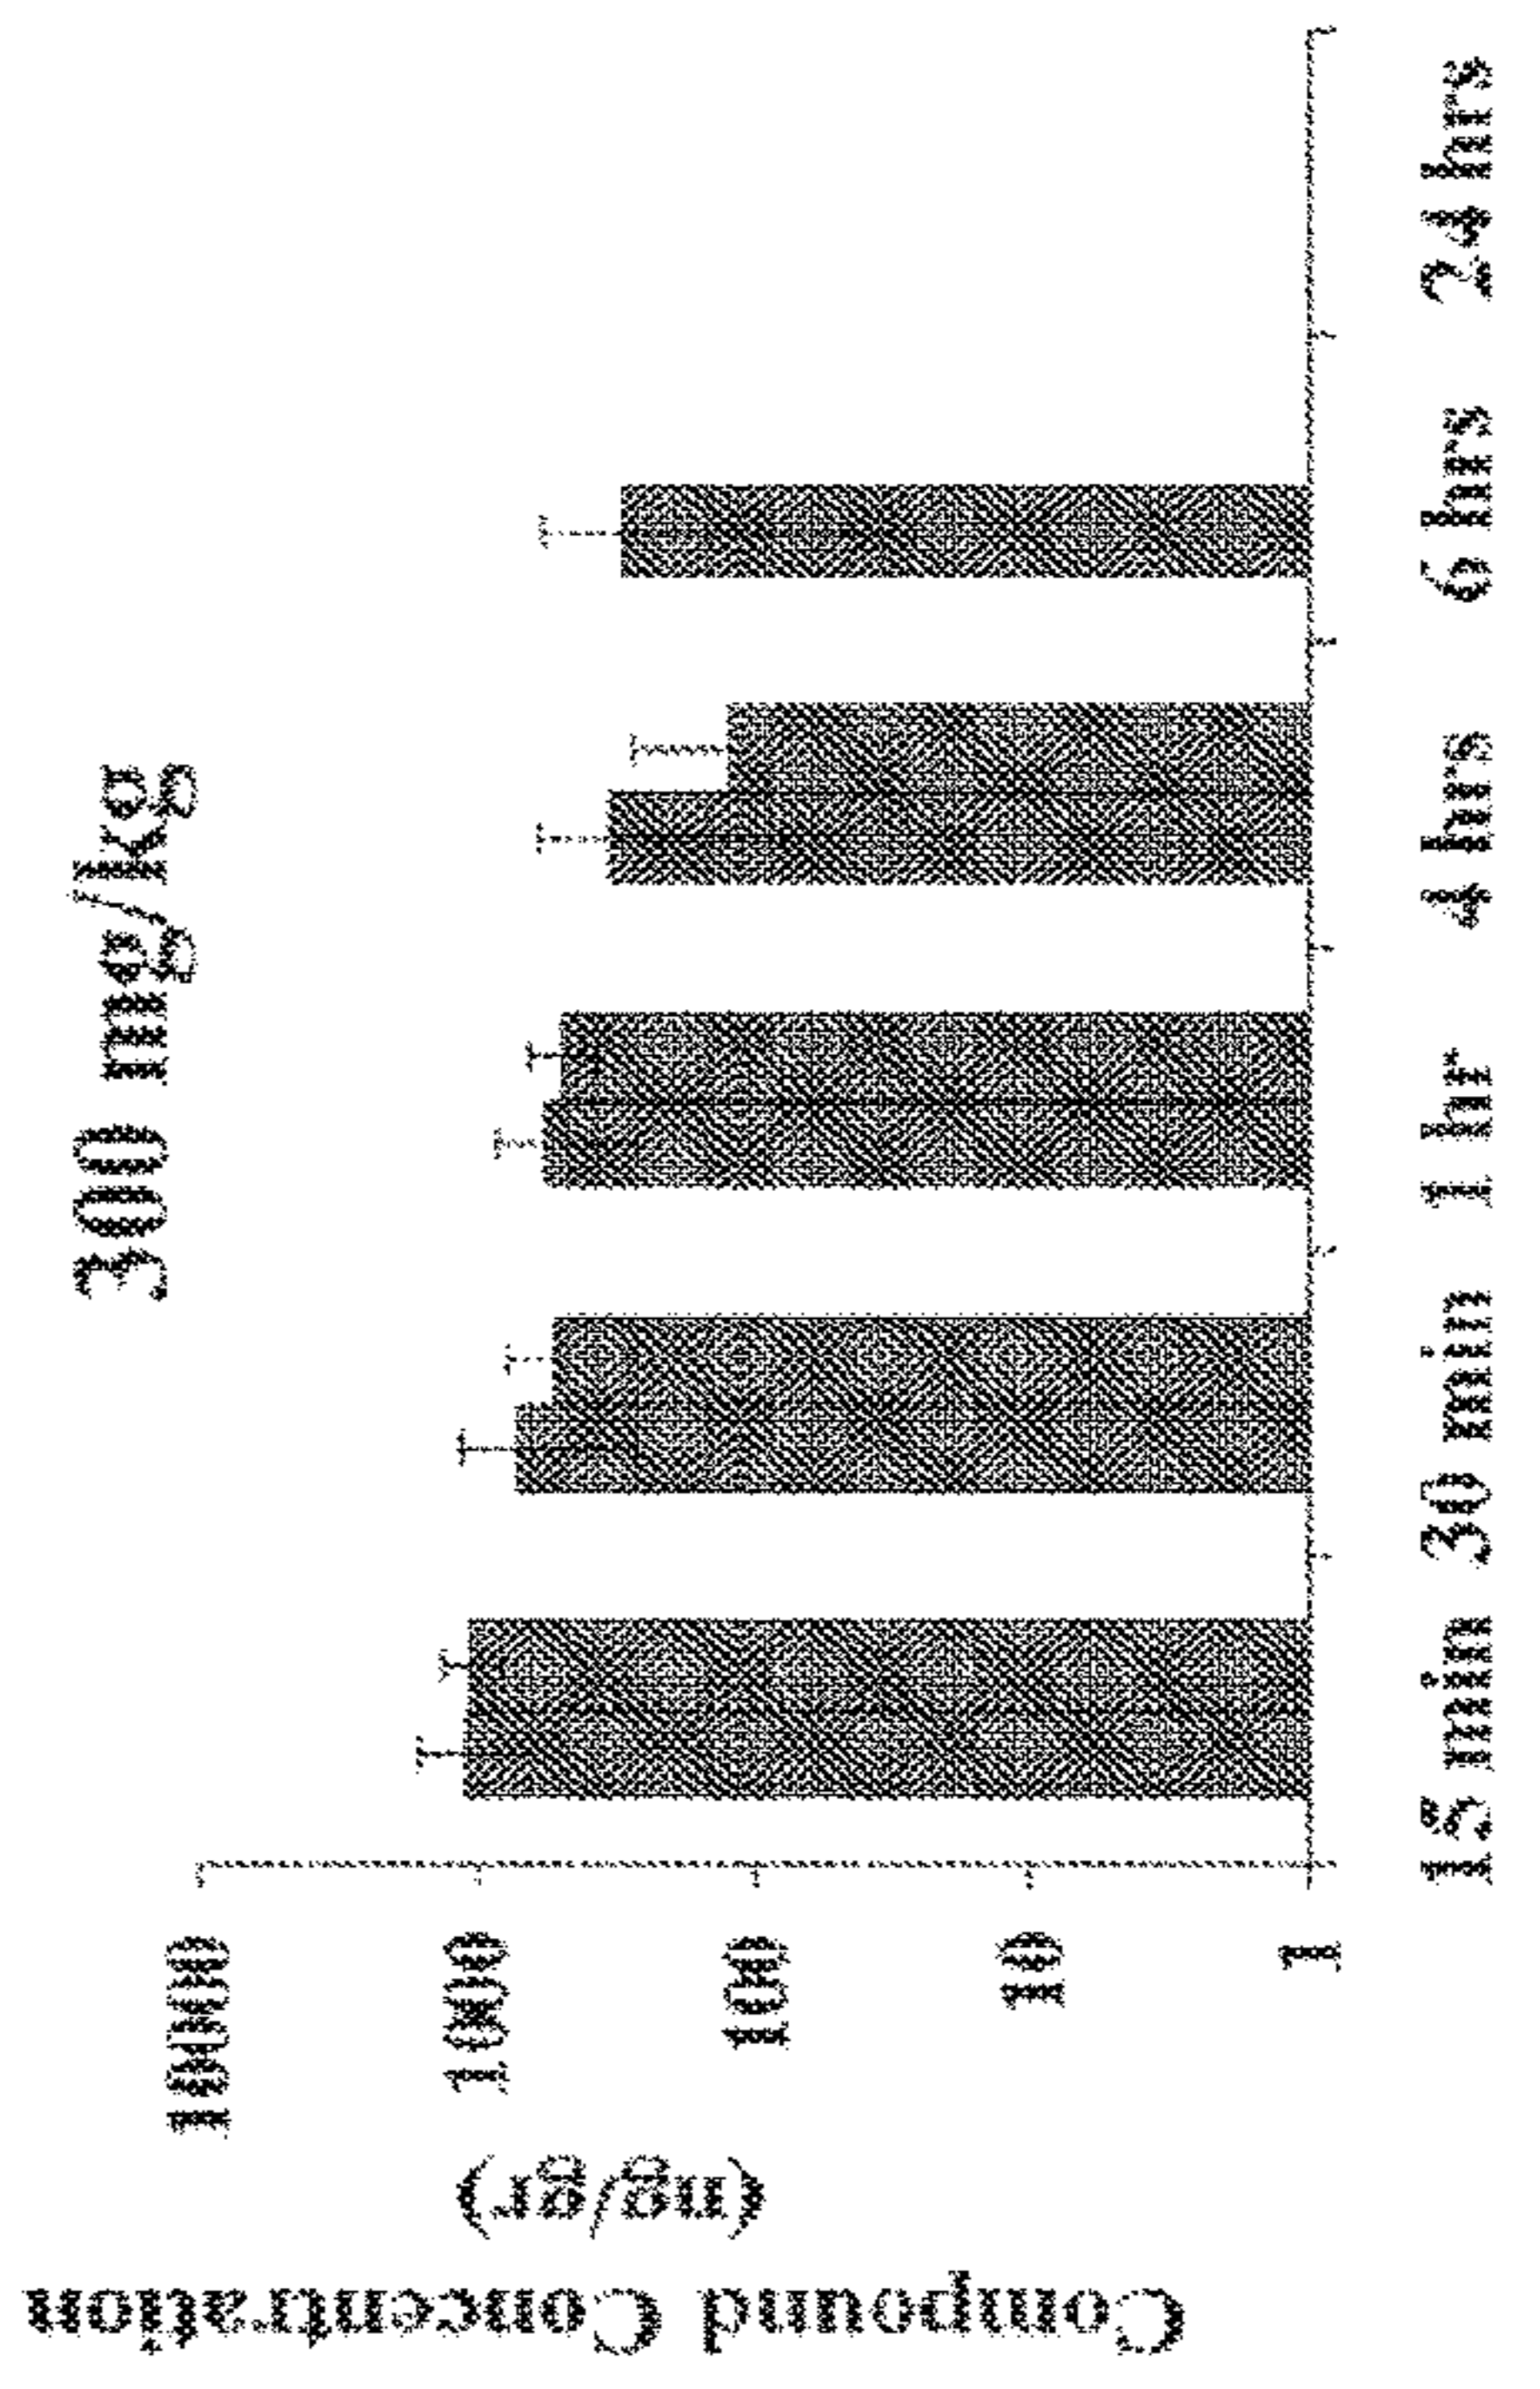 300 mg/kg
Compound Concentration
(ng/gr)
10000
1000
100
10
1
15 min 30 min 1 hr 4 hrs 6 hrs 24 hrs